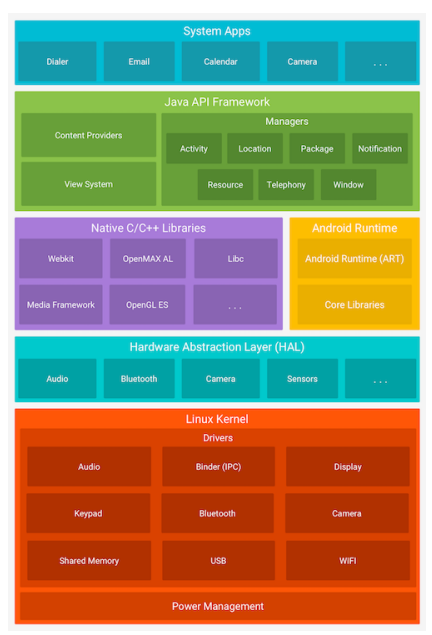 System Apps
Dialer Email Calendar Camera . . .
Java API Framework
Content Providers
View System
Managers
Activity Location Package Notification
Resource Telephony Window
Native C/C++ Libraries
Webkit OpenMAX AL Libc
Media Framework OpenGL ES . . .
Android Runtime
Android Runtime (ART)
Core Libraries
Hardware Abstraction Layer (HAL)
Audio Bluetooth Camera Sensors . . .
Linux Kernel
Drivers
Audio Binder (IPC) Display
Keypad Bluetooth Camera
Shared Memory USB WIFI
Power Management